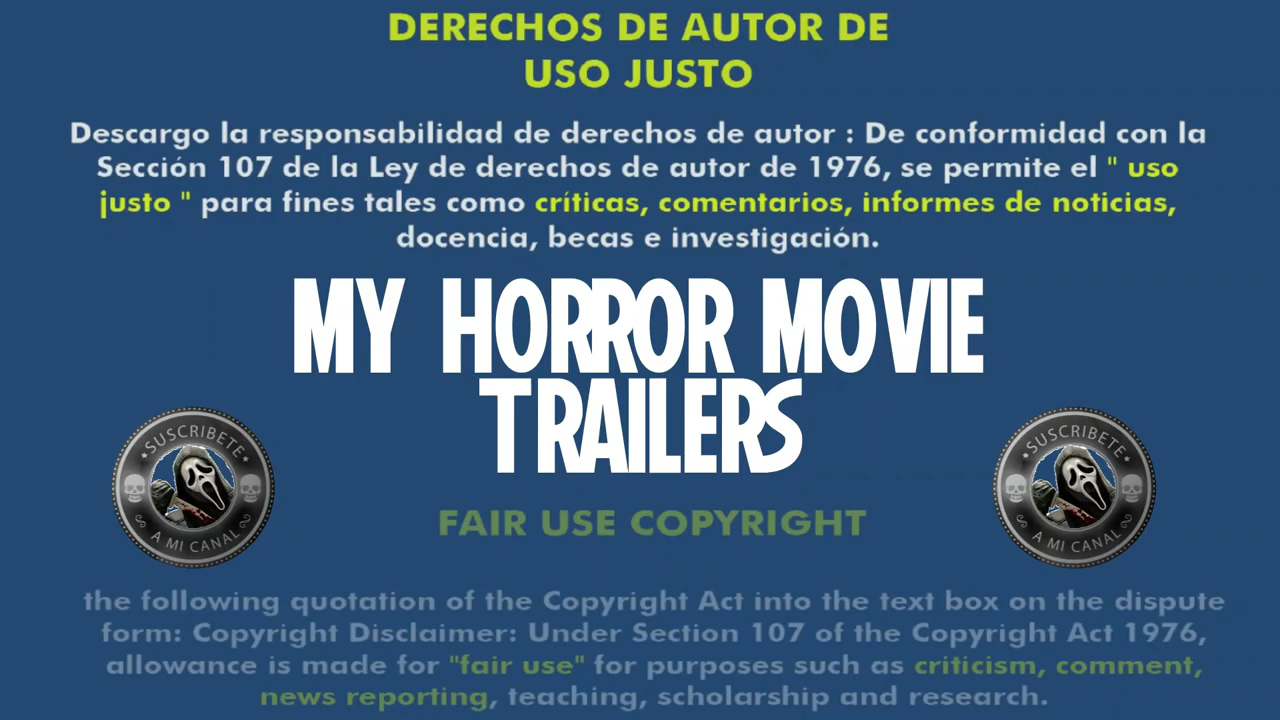 DERECHOS DE AUTOR DE
USO JUSTO
Descargo la responsabilidad de derechos de autor : De conformidad con la
Sección 107 de la Ley de derechos de autor de 1976, se permite el " uso
justo " para fines tales como críticas, comentarios, informes de noticias,
docencia, becas e investigación.
MY HORROR MOVIE
TRAILERS
SUSCRIBETE
A MI CANAL
SUSCRIBETE
A MI CANAL
FAIR USE COPYRIGHT
the following quotation of the Copyright Act into the text box on the dispute
form: Copyright Disclaimer: Under Section 107 of the Copyright Act 1976,
allowance is made for "fair use" for purposes such as criticism, comment,
news reporting, teaching, scholarship and research.